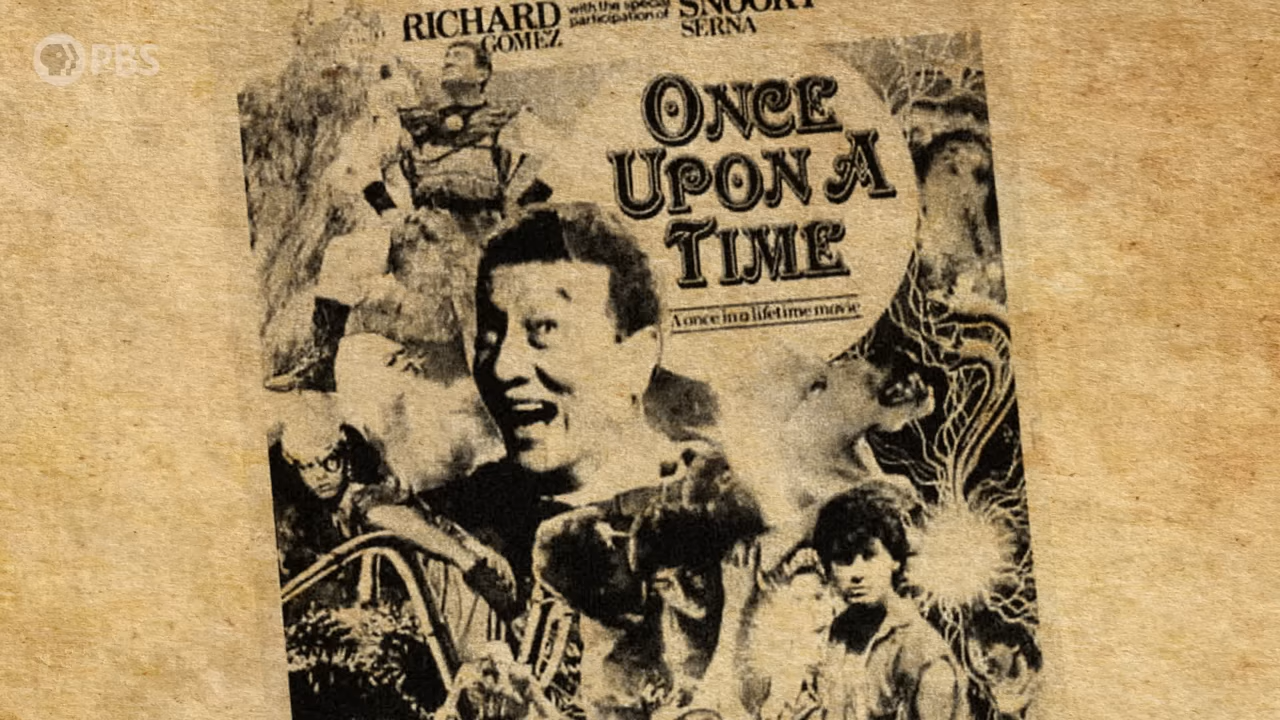 PBS
RICHARD
GOMEZ
with the special
participation of
SNOOKY
SERNA
ONCE
UPON A
TIME
A once in a lifetime movie